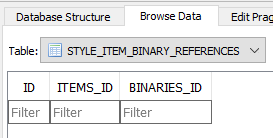 Database Structure Browse Data Edit Prag
Table: STYLE_ITEM_BINARY_REFERENCES
ID ITEMS_ID BINARIES_ID
Filter Filter Filter